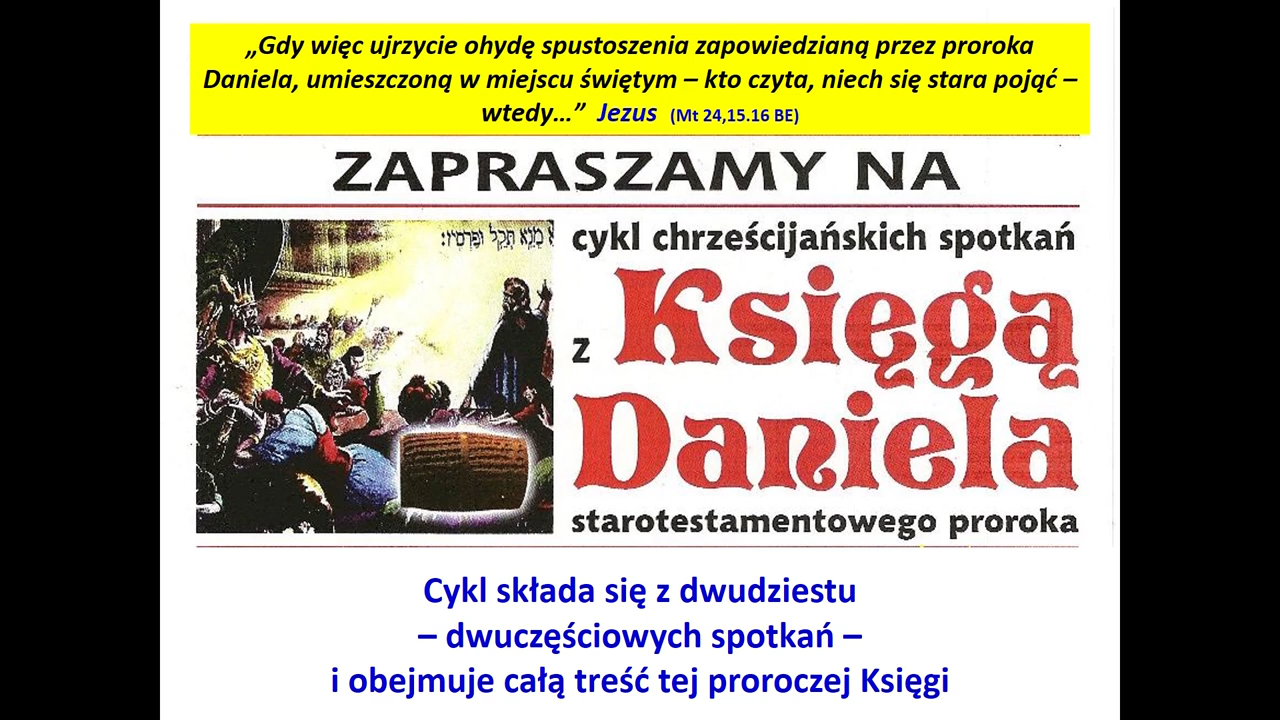 „Gdy więc ujrzycie ohydę spustoszenia zapowiedzianą przez proroka
Daniela, umieszczoną w miejscu świętym – kto czyta, niech się stara pojąć –
wtedy...” Jezus (Mt 24,15.16 BE)
ZAPRASZAMY NA
מְנֵא תְּקֵל וּפַרְסִין:
cykl chrześcijańskich spotkań
z Księgą
Daniela
starotestamentowego proroka
Cykl składa się z dwudziestu
– dwuczęściowych spotkań –
i obejmuje całą treść tej proroczej Księgi